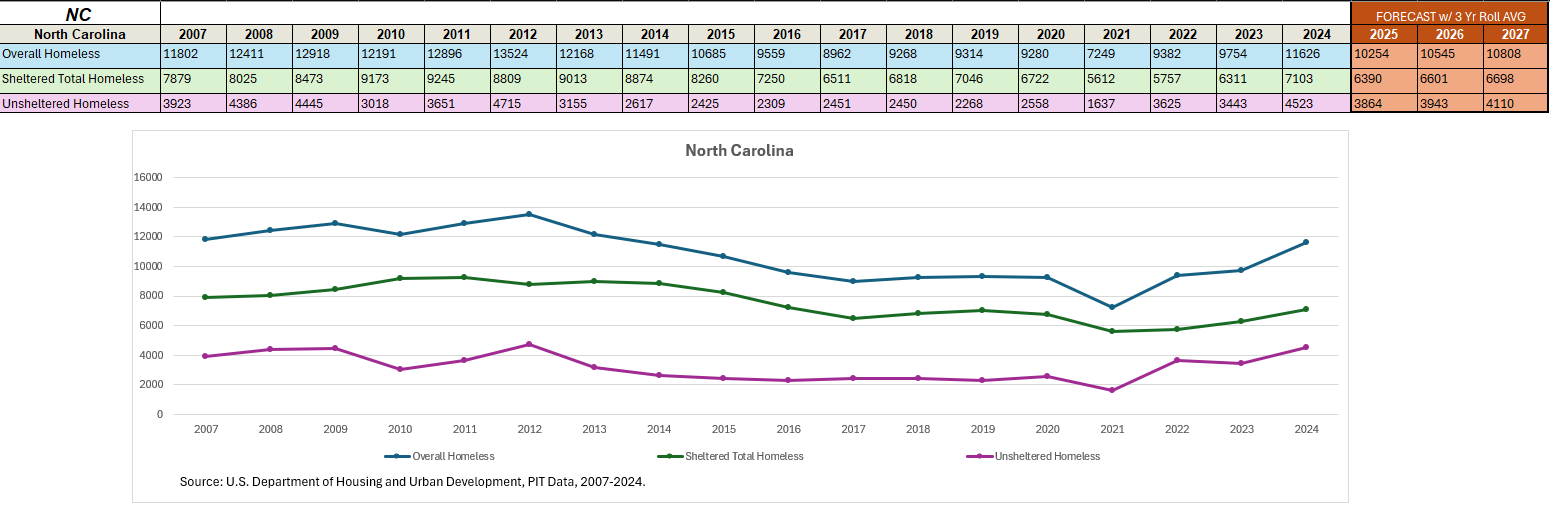 NC
FORECAST w/ 3 Yr Roll AVG
North Carolina 2007 2008 2009 2010 2011 2012 2013 2014 2015 2016 2017 2018 2019 2020 2021 2022 2023 2024 2025 2026 2027
Overall Homeless 11802 12411 12918 12191 12896 13524 12168 11491 10685 9559 8962 9268 9314 9280 7249 9382 9754 11626 10254 10545 10808
Sheltered Total Homeless 7879 8025 8473 9173 9245 8809 9013 8874 8260 7250 6511 6818 7046 6722 5612 5757 6311 7103 6390 6601 6698
Unsheltered Homeless 3923 4386 4445 3018 3651 4715 3155 2617 2425 2309 2451 2450 2268 2558 1637 3625 3443 4523 3864 3943 4110
North Carolina
16000
14000
12000
10000
8000
6000
4000
2000
0
2007 2008 2009 2010 2011 2012 2013 2014 2015 2016 2017 2018 2019 2020 2021 2022 2023 2024
Overall Homeless Sheltered Total Homeless Unsheltered Homeless
Source: U.S. Department of Housing and Urban Development, PIT Data, 2007-2024.